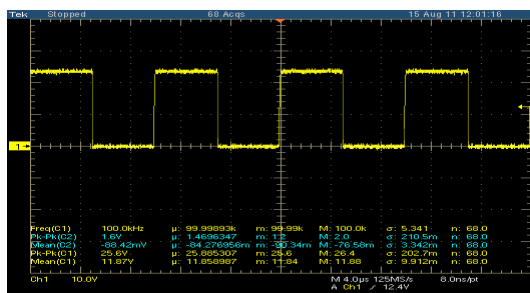 Tek Stopped 68 Acqs 15 Aug 11 12:01:16
1
Freq(C1) 100.0kHz µ: 99.99893k m: 99.99k M: 100.0k σ: 5.341 n: 68.0
Pk-Pk(C2) 1.6V µ: 1.4696347 m: 1.2 M: 2.0 σ: 210.5m n: 68.0
Mean(C2) -88.42mV µ: -84.276956m m: -90.34m M: -76.58m σ: 3.342m n: 68.0
Pk-Pk(C1) 25.6V µ: 25.885307 m: 25.6 M: 26.4 σ: 202.7m n: 68.0
Mean(C1) 11.87V µ: 11.858987 m: 11.84 M: 11.88 σ: 9.912m n: 68.0
Ch1 10.0V M 4.0µs 125MS/s 8.0ns/pt
A Ch1 / 12.4V